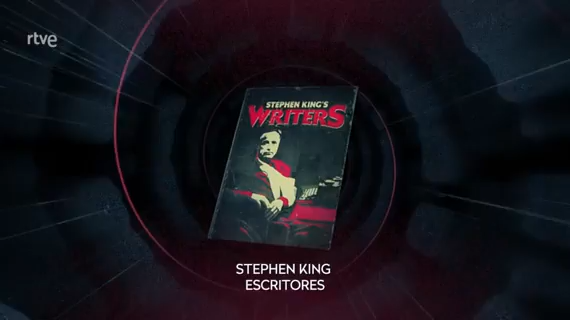 rtve
STEPHEN KING'S
WRITERS
STEPHEN KING
ESCRITORES